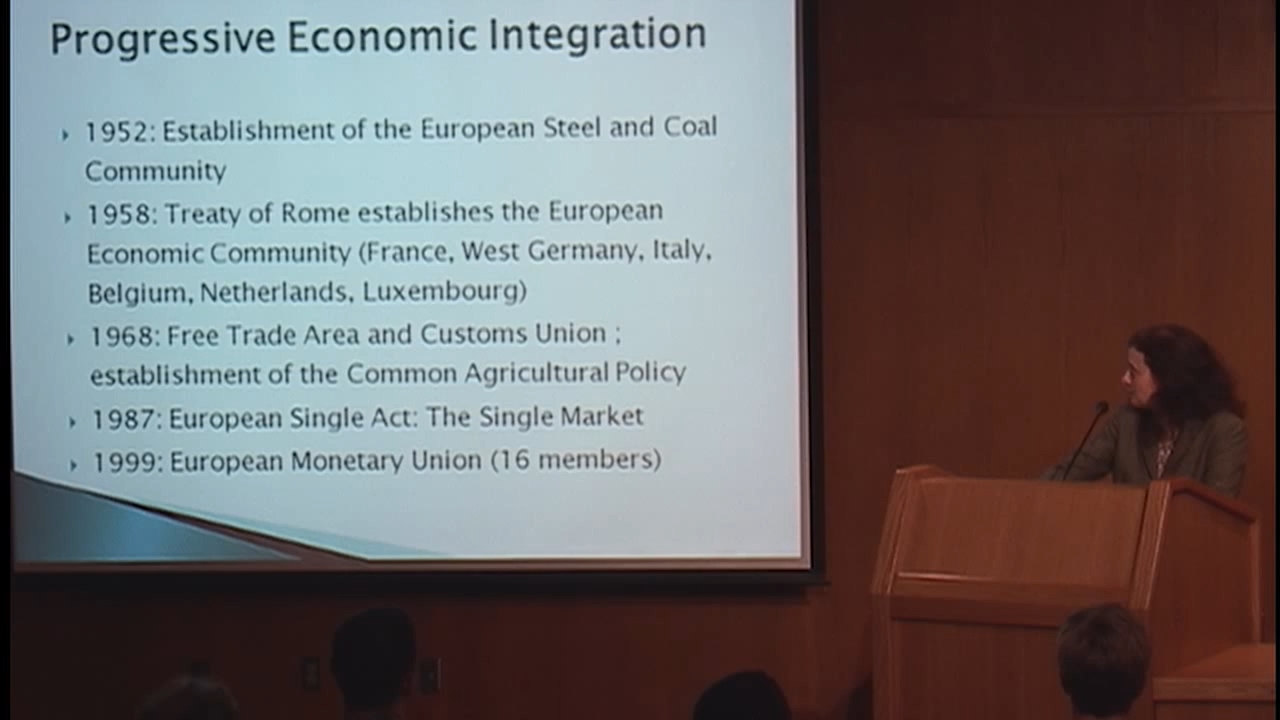 Progressive Economic Integration
1952: Establishment of the European Steel and Coal
Community
1958: Treaty of Rome establishes the European
Economic Community (France, West Germany, Italy,
Belgium, Netherlands, Luxembourg)
1968: Free Trade Area and Customs Union ;
establishment of the Common Agricultural Policy
1987: European Single Act: The Single Market
1999: European Monetary Union (16 members)